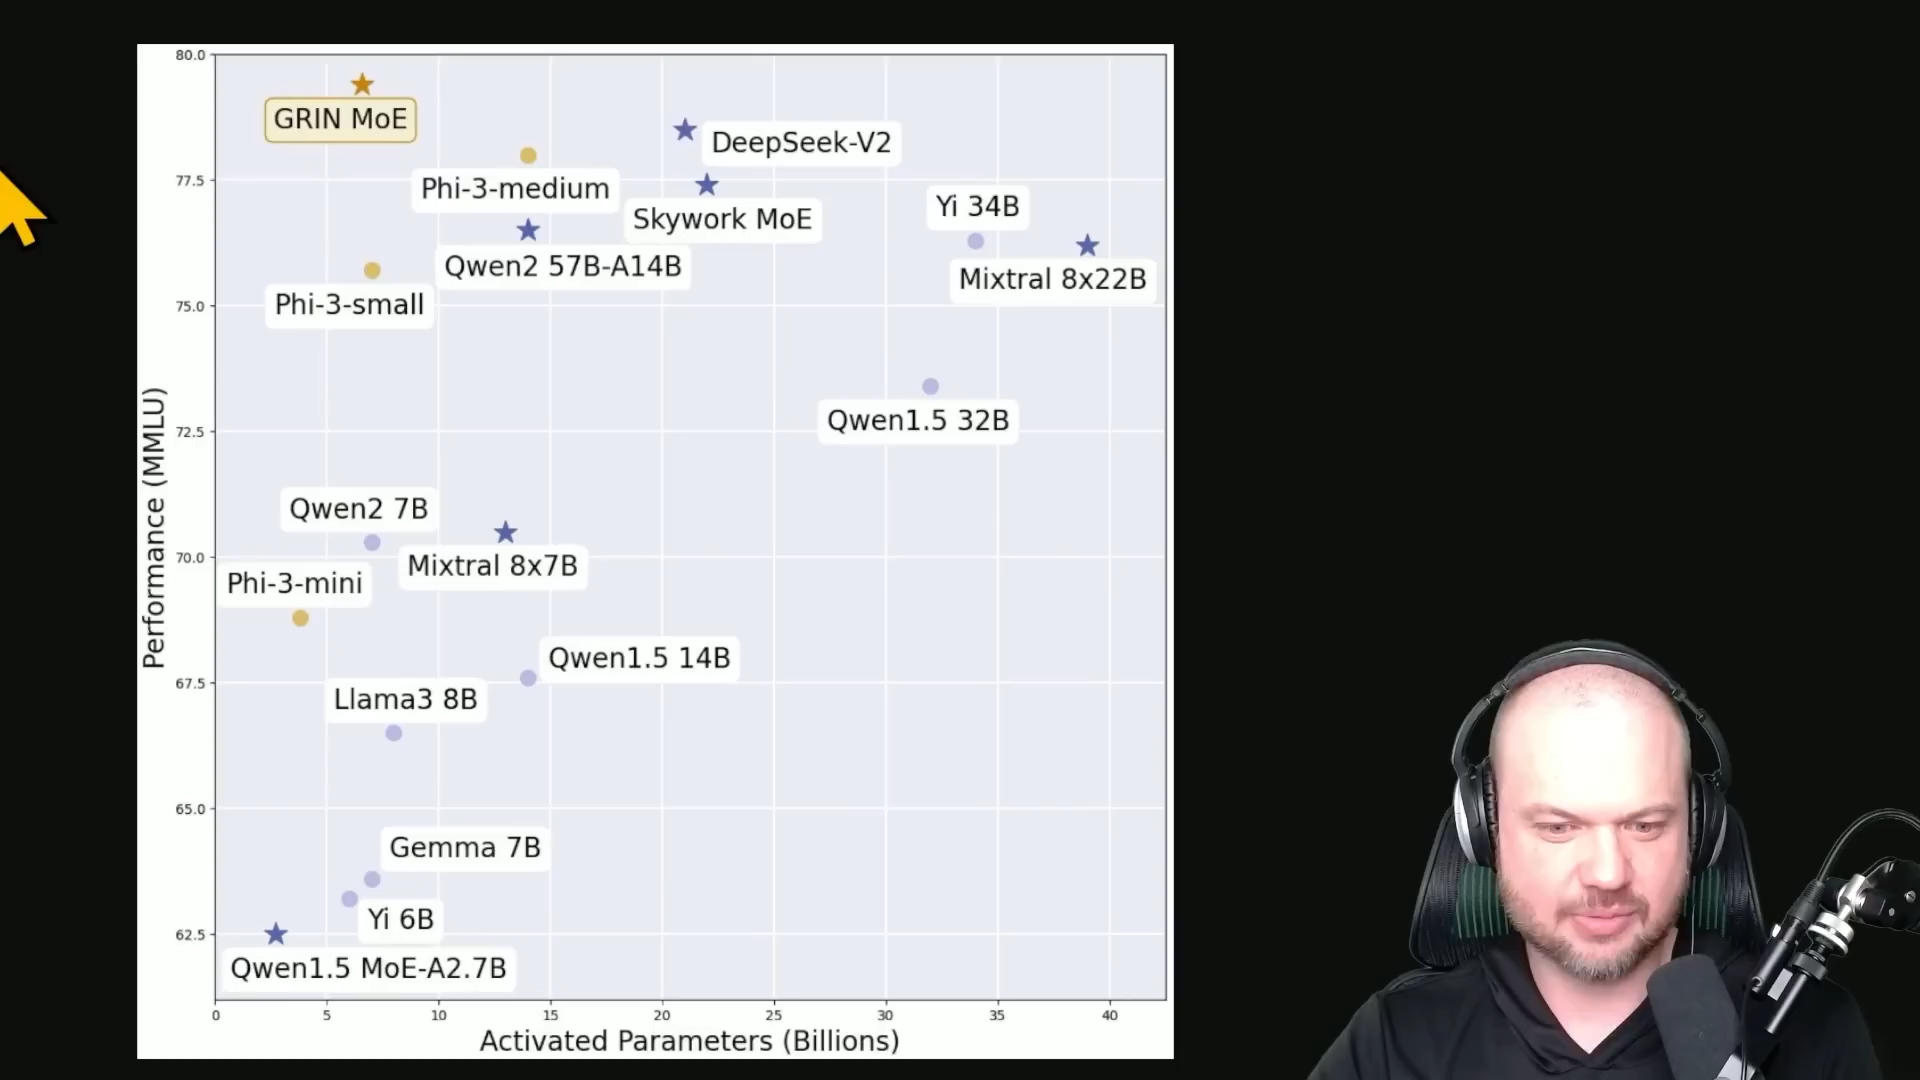 80.0
GRIN MoE
DeepSeek-V2
Phi-3-medium
77.5
Skywork MoE
Yi 34B
Qwen2 57B-A14B
Mixtral 8x22B
Phi-3-small
75.0
Qwen1.5 32B
72.5
Performance (MMLU)
Qwen2 7B
Mixtral 8x7B
70.0
Phi-3-mini
Qwen1.5 14B
67.5
Llama3 8B
65.0
Gemma 7B
Yi 6B
62.5
Qwen1.5 MoE-A2.7B
0 5 10 15 20 25 30 35 40
Activated Parameters (Billions)